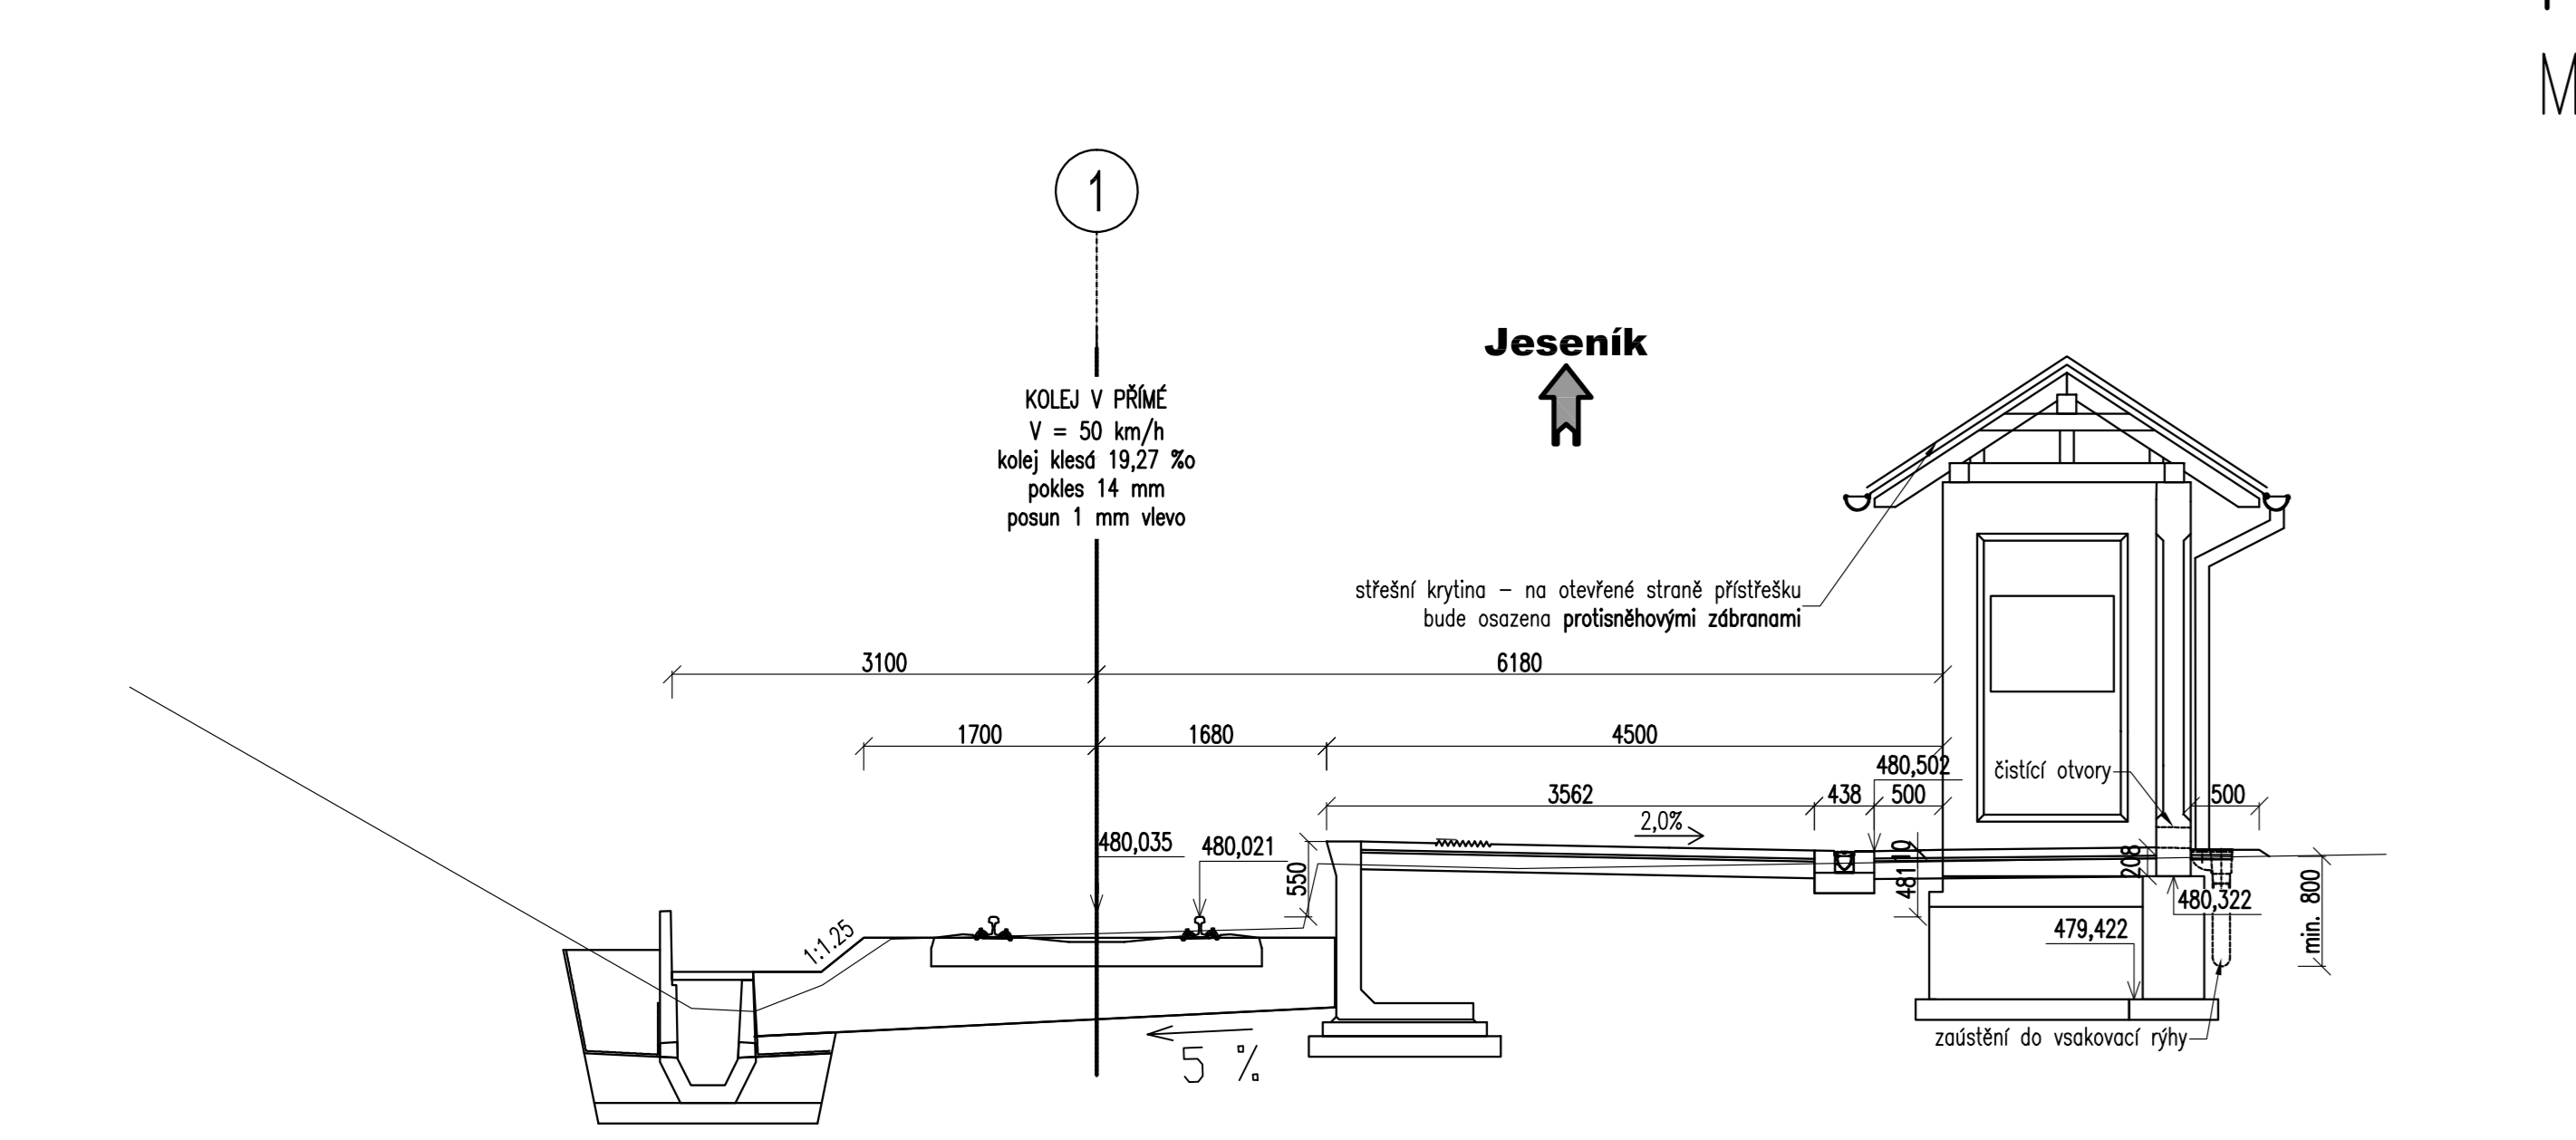 M
1
Jeseník
KOLEJ V PŘÍMÉ
V = 50 km/h
kolej klesá 19,27 %o
pokles 14 mm
posun 1 mm vlevo
střešní krytina – na otevřené straně přístřešku
bude osazena protisněhovými zábranami
3100
6180
1700
1680
4500
480,502
čistící otvory
3562
438
500
500
2,0%
480,035
480,021
550
208
480,322
min. 800
479,422
1:1.25
5 %
zaústění do vsakovací rýhy